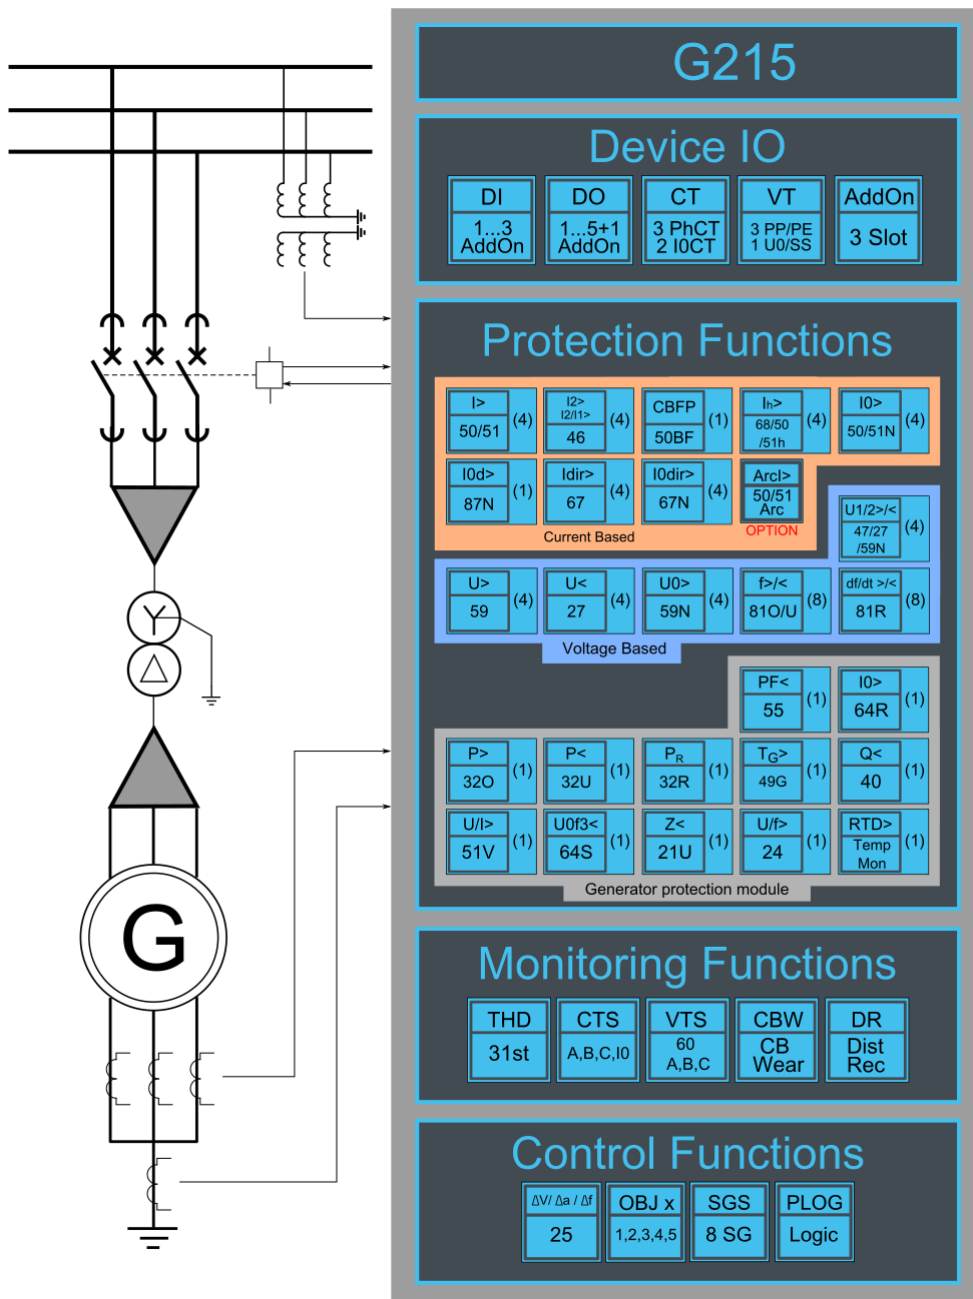 G215
Device IO
DI
1...3
AddOn
DO
1...5+1
AddOn
CT
3 PhCT
2 I0CT
VT
3 PP/PE
1 U0/SS
AddOn
3 Slot
Protection Functions
I>
50/51
(4)
I2>
I2/I1>
46
(4)
CBFP
50BF
(1)
Ih>
68/50
/51h
(4)
I0>
50/51N
(4)
I0d>
87N
(1)
Idir>
67
(4)
I0dir>
67N
(4)
ArcI>
50/51
Arc
OPTION
Current Based
U1/2>/<
47/27
/59N
(4)
U>
59
(4)
U<
27
(4)
U0>
59N
(4)
f>/<
81O/U
(8)
df/dt >/<
81R
(8)
Voltage Based
PF<
55
(1)
I0>
64R
(1)
P>
32O
(1)
P<
32U
(1)
PR
32R
(1)
TG>
49G
(1)
Q<
40
(1)
U/I>
51V
(1)
U0f3<
64S
(1)
Z<
21U
(1)
U/f>
24
(1)
RTD>
Temp
Mon
(1)
Generator protection module
G
Monitoring Functions
THD
31st
CTS
A,B,C,I0
VTS
60
A,B,C
CBW
CB
Wear
DR
Dist
Rec
Control Functions
ΔV/ Δa / Δf
25
OBJ x
1,2,3,4,5
SGS
8 SG
PLOG
Logic